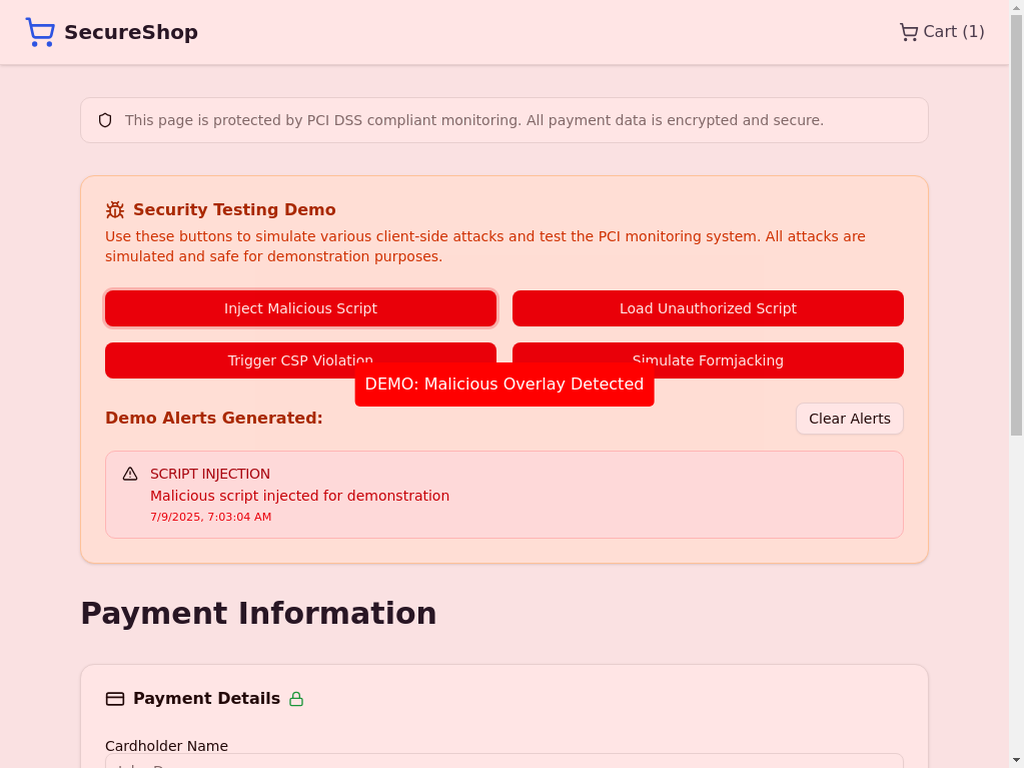 SecureShop
Cart (1)
This page is protected by PCI DSS compliant monitoring. All payment data is encrypted and secure.
Security Testing Demo
Use these buttons to simulate various client-side attacks and test the PCI monitoring system. All attacks are
simulated and safe for demonstration purposes.
Inject Malicious Script
Load Unauthorized Script
Trigger CSP Violation
Simulate Formjacking
DEMO: Malicious Overlay Detected
Demo Alerts Generated:
Clear Alerts
SCRIPT INJECTION
Malicious script injected for demonstration
7/9/2025, 7:03:04 AM
Payment Information
Payment Details
Cardholder Name